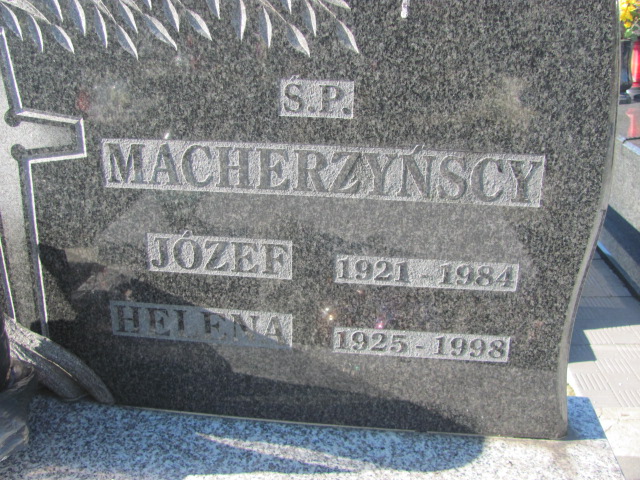 Ś.P.
MACHERZYŃSCY
JÓZEF 1921 - 1984
HELENA 1925 - 1998